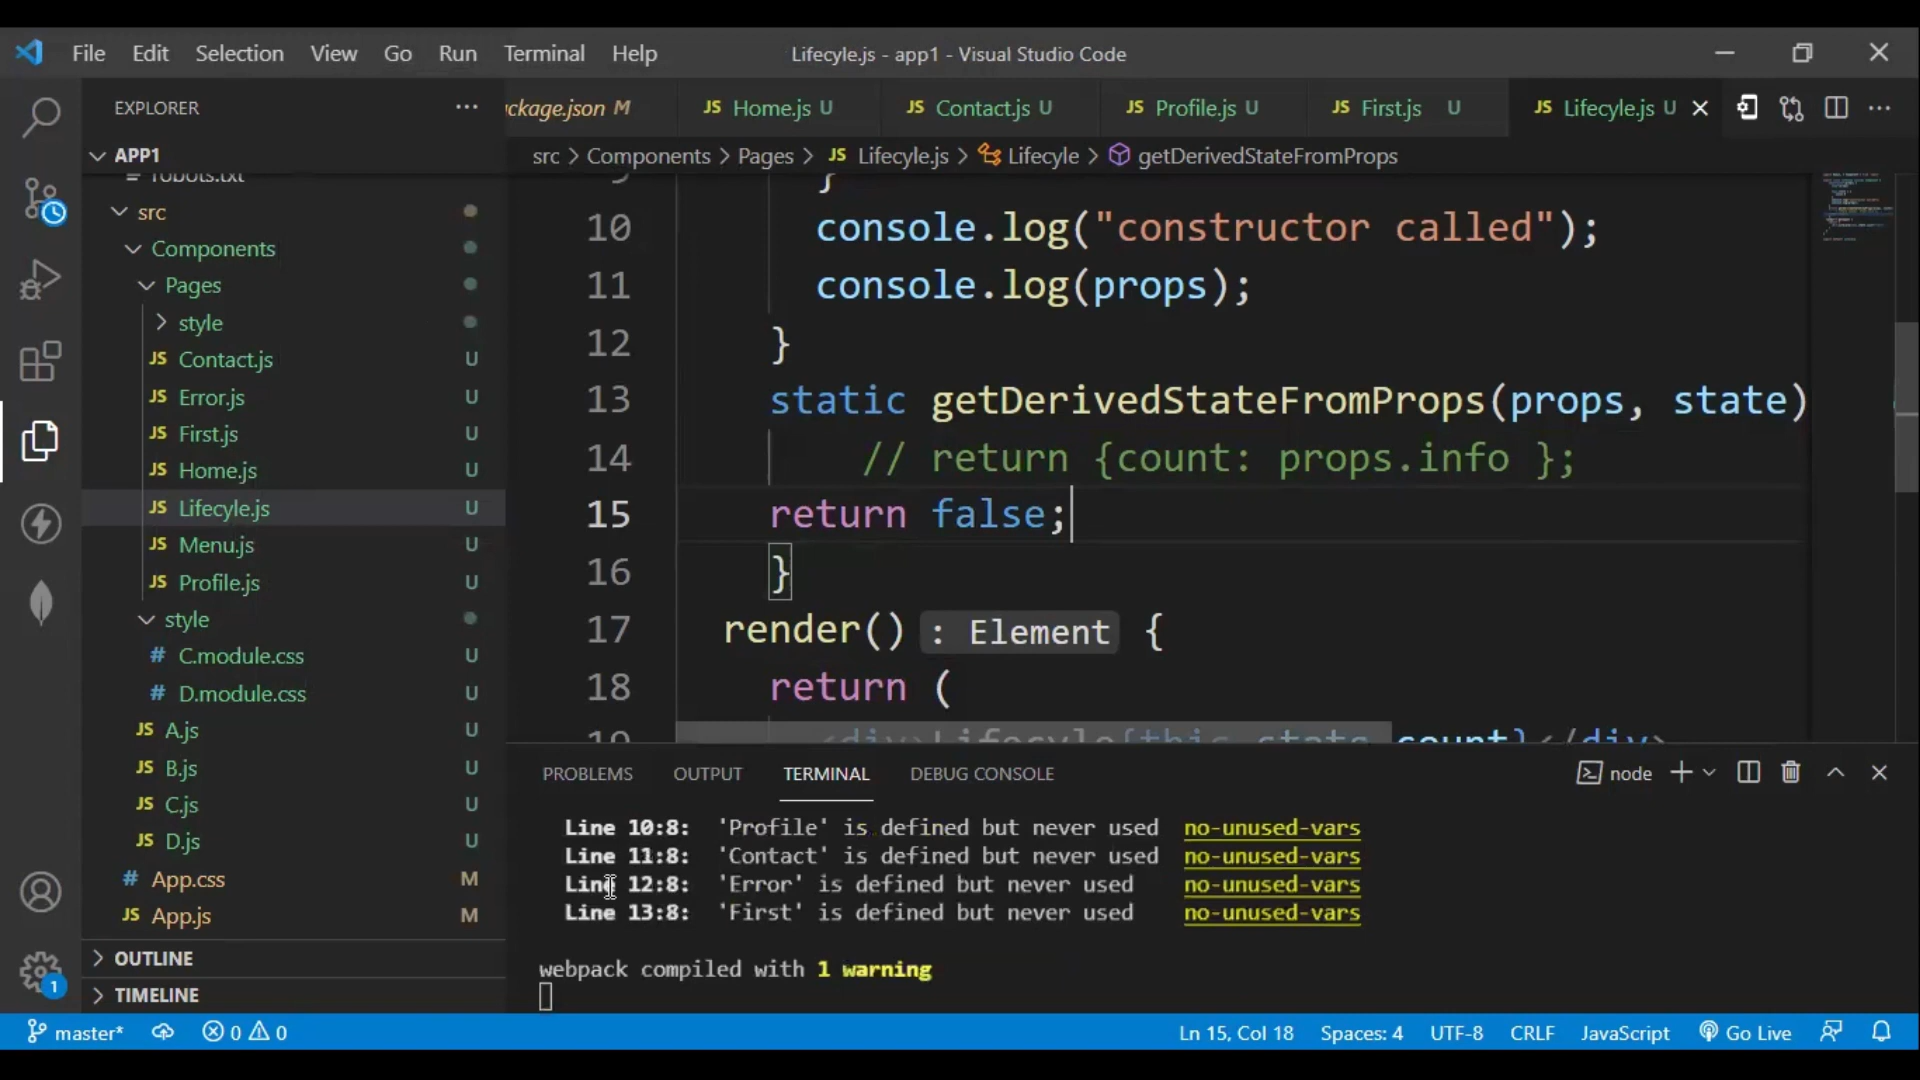 File Edit Selection View Go Run Terminal Help
Lifecyle.js - app1 - Visual Studio Code
EXPLORER
ckage.json M
JS Home.js U
JS Contact.js U
JS Profile.js U
JS First.js U
JS Lifecyle.js U
APP1
src > Components > Pages > JS Lifecyle.js > Lifecyle > getDerivedStateFromProps
robots.txt
src
Components
Pages
style
JS Contact.js U
JS Error.js U
JS First.js U
JS Home.js U
JS Lifecyle.js U
JS Menu.js U
JS Profile.js U
style
# C.module.css U
# D.module.css U
JS A.js U
JS B.js U
JS C.js U
JS D.js U
# App.css M
JS App.js M
OUTLINE
TIMELINE
9 }
10 console.log("constructor called");
11 console.log(props);
12 }
13 static getDerivedStateFromProps(props, state)
14 // return {count: props.info };
15 return false;
16 }
17 render() : Element {
18 return (
19 <div>Lifecyle{this.state.count}</div>
PROBLEMS OUTPUT TERMINAL DEBUG CONSOLE
node
Line 10:8: 'Profile' is defined but never used no-unused-vars
Line 11:8: 'Contact' is defined but never used no-unused-vars
Line 12:8: 'Error' is defined but never used no-unused-vars
Line 13:8: 'First' is defined but never used no-unused-vars
webpack compiled with 1 warning
1
master* 0 0
Ln 15, Col 18 Spaces: 4 UTF-8 CRLF JavaScript Go Live